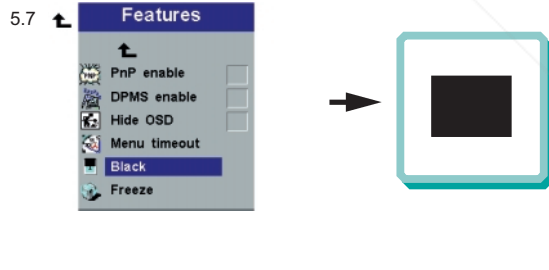 5.7
Features
PnP enable
DPMS enable
Hide OSD
Menu timeout
Black
Freeze